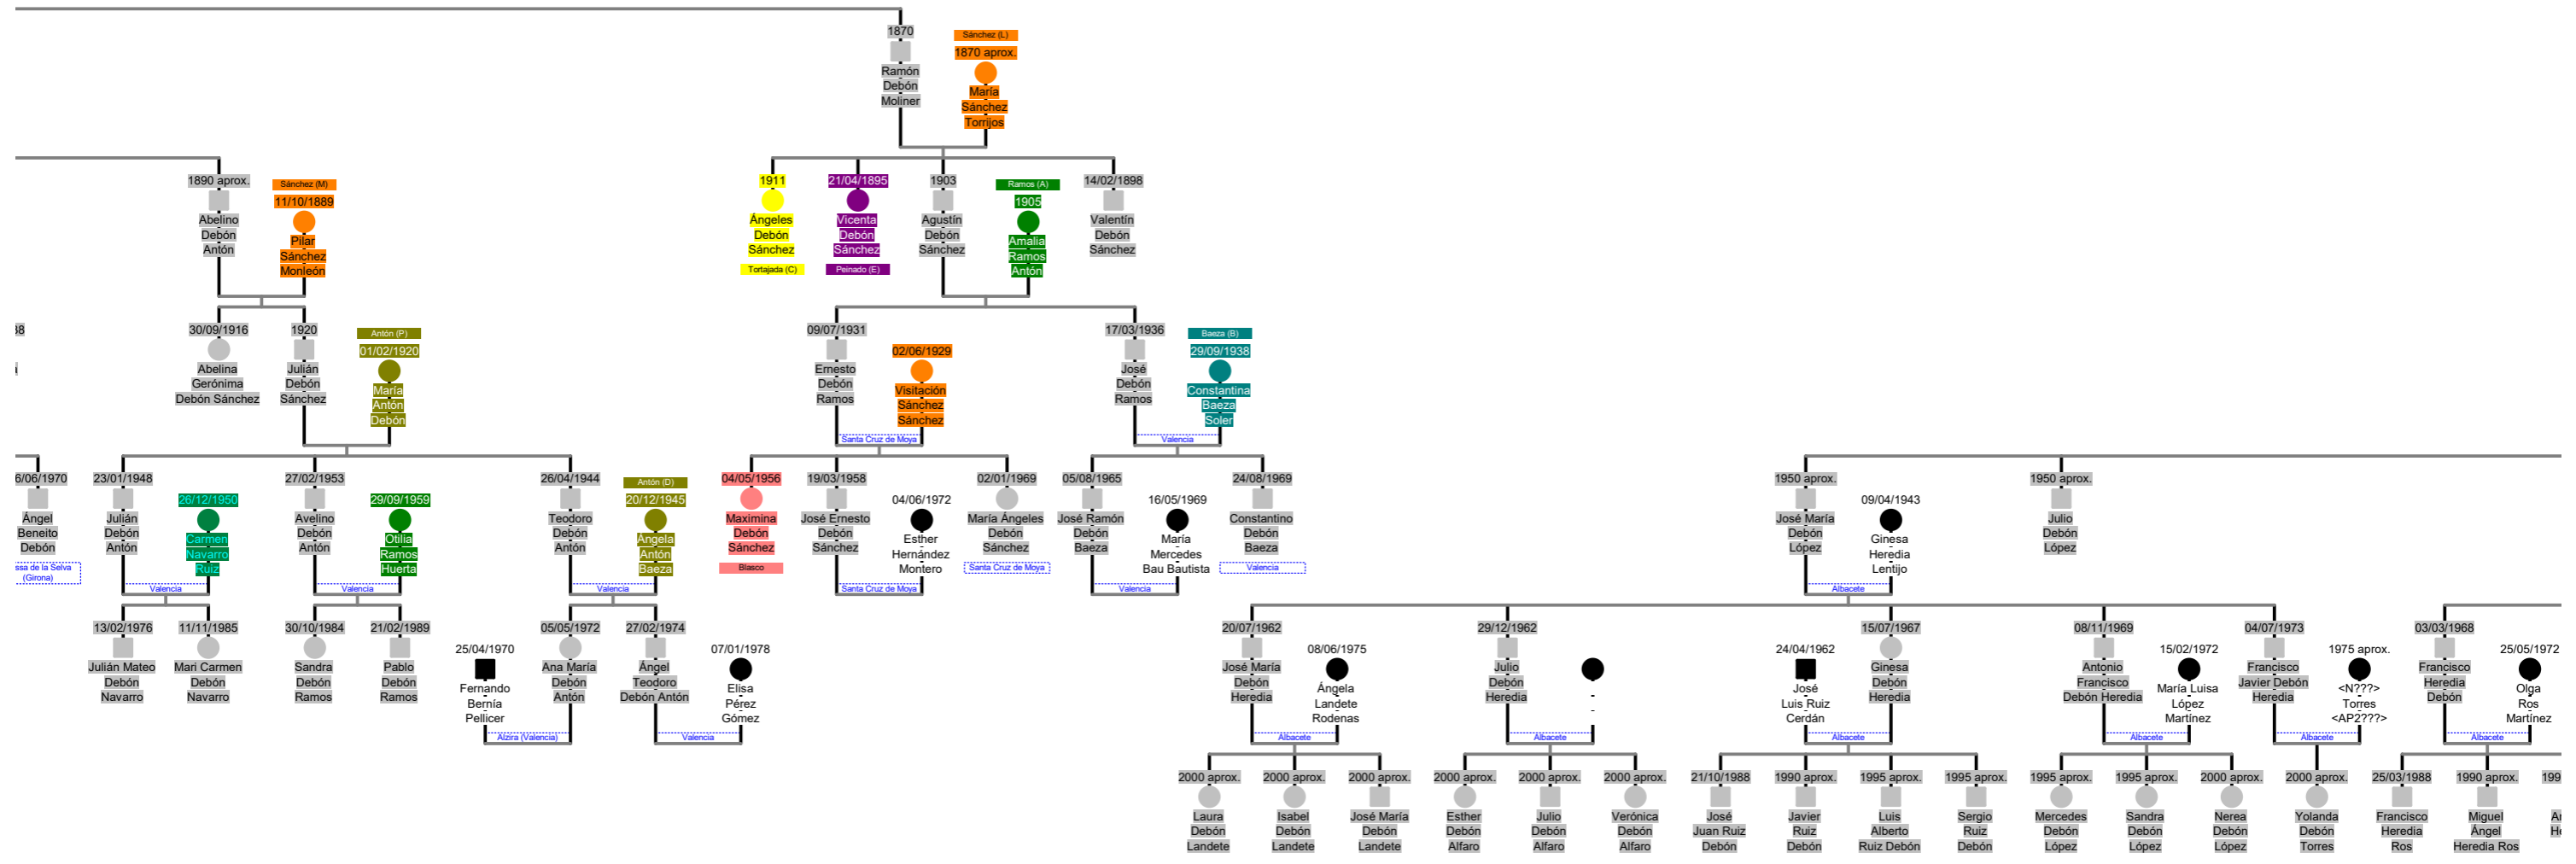 1870
Ramón
Debón
Moliner
Sánchez (L)
1870 aprox.
María
Sánchez
Torrijos
1890 aprox.
Abelino
Debón
Antón
Sánchez (M)
11/10/1889
Pilar
Sánchez
Monleón
1911
Ángeles
Debón
Sánchez
Tortajada (C)
21/04/1895
Vicenta
Debón
Sánchez
Peinado (E)
1903
Agustín
Debón
Sánchez
Ramos (A)
1905
Amalia
Ramos
Antón
14/02/1898
Valentín
Debón
Sánchez
30/09/1916
Abelina
Gerónima
Debón Sánchez
1920
Julián
Debón
Sánchez
Antón (P)
01/02/1920
María
Antón
Debón
09/07/1931
Ernesto
Debón
Ramos
02/06/1929
Visitación
Sánchez
Sánchez
Santa Cruz de Moya
17/03/1936
José
Debón
Ramos
Baeza (B)
29/09/1938
Constantina
Baeza
Soler
Valencia
6/06/1970
Ángel
Beneito
Debón
ssa de la Selva
(Girona)
23/01/1948
Julián
Debón
Antón
26/12/1950
Carmen
Navarro
Ruiz
Valencia
27/02/1953
Avelino
Debón
Antón
29/09/1959
Otilia
Ramos
Huerta
Valencia
26/04/1944
Teodoro
Debón
Antón
Antón (D)
20/12/1945
Ángela
Antón
Baeza
Valencia
04/05/1956
Maximina
Debón
Sánchez
Blasco
19/03/1958
José Ernesto
Debón
Sánchez
04/06/1972
Esther
Hernández
Montero
Santa Cruz de Moya
02/01/1969
María Ángeles
Debón
Sánchez
Santa Cruz de Moya
05/08/1965
José Ramón
Debón
Baeza
16/05/1969
María
Mercedes
Bau Bautista
Valencia
24/08/1969
Constantino
Debón
Baeza
Valencia
1950 aprox.
José María
Debón
López
09/04/1943
Ginesa
Heredia
Lentijo
Albacete
1950 aprox.
Julio
Debón
López
13/02/1976
Julián Mateo
Debón
Navarro
11/11/1985
Mari Carmen
Debón
Navarro
30/10/1984
Sandra
Debón
Ramos
21/02/1989
Pablo
Debón
Ramos
25/04/1970
Fernando
Bernía
Pellicer
05/05/1972
Ana María
Debón
Antón
Alzira (Valencia)
27/02/1974
Ángel
Teodoro
Debón Antón
07/01/1978
Elisa
Pérez
Gómez
Valencia
20/07/1962
José María
Debón
Heredia
08/06/1975
Ángela
Landete
Rodenas
Albacete
29/12/1962
Julio
Debón
Heredia
-
-
Albacete
24/04/1962
José
Luis Ruiz
Cerdán
15/07/1967
Ginesa
Debón
Heredia
Albacete
08/11/1969
Antonio
Francisco
Debón Heredia
15/02/1972
María Luisa
López
Martínez
Albacete
04/07/1973
Francisco
Javier Debón
Heredia
1975 aprox.
<N???>
Torres
<AP2???>
Albacete
03/03/1968
Francisco
Heredia
Debón
25/05/1972
Olga
Ros
Martínez
Albacete
2000 aprox.
Laura
Debón
Landete
2000 aprox.
Isabel
Debón
Landete
2000 aprox.
José María
Debón
Landete
2000 aprox.
Esther
Debón
Alfaro
2000 aprox.
Julio
Debón
Alfaro
2000 aprox.
Verónica
Debón
Alfaro
21/10/1988
José
Juan Ruiz
Debón
1990 aprox.
Javier
Ruiz
Debón
1995 aprox.
Luis
Alberto
Ruiz Debón
1995 aprox.
Sergio
Ruiz
Debón
1995 aprox.
Mercedes
Debón
López
1995 aprox.
Sandra
Debón
López
2000 aprox.
Nerea
Debón
López
2000 aprox.
Yolanda
Debón
Torres
25/03/1988
Francisco
Heredia
Ros
1990 aprox.
Miguel
Ángel
Heredia Ros
199